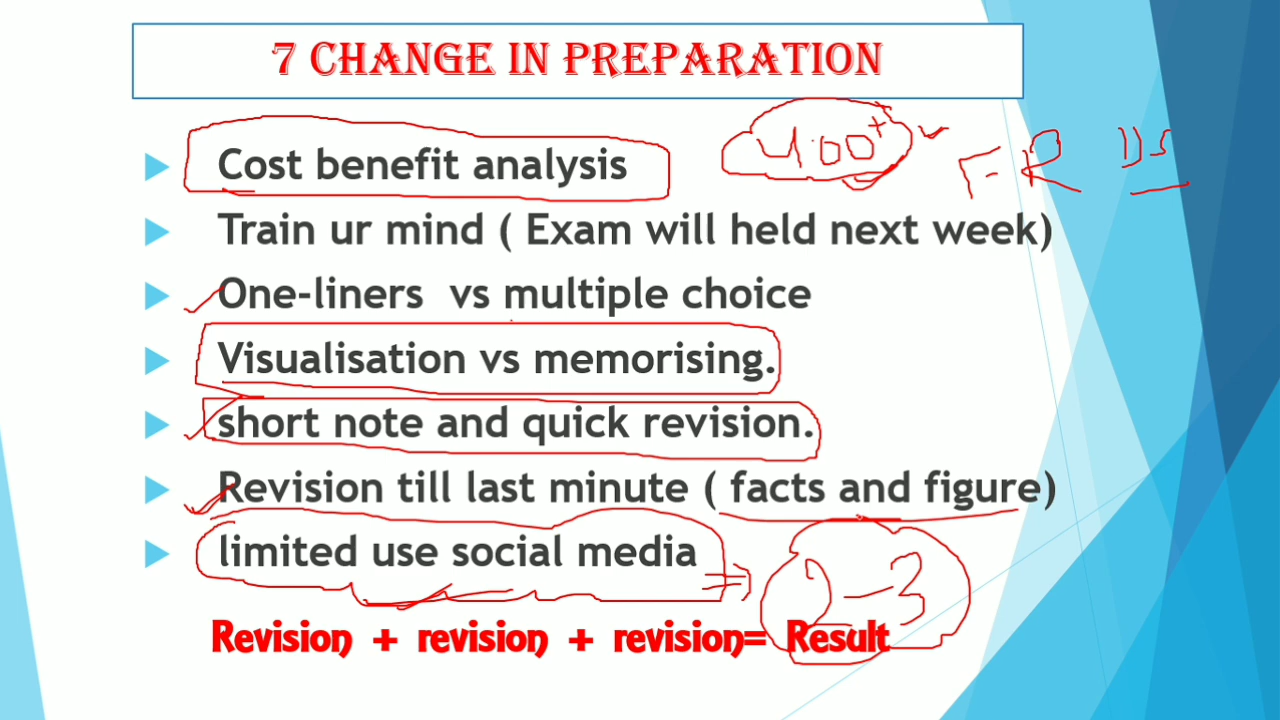 7 CHANGE IN PREPARATION
400+
FR
Cost benefit analysis
Train ur mind ( Exam will held next week)
One-liners vs multiple choice
Visualisation vs memorising.
short note and quick revision.
Revision till last minute ( facts and figure)
limited use social media
Revision + revision + revision= Result